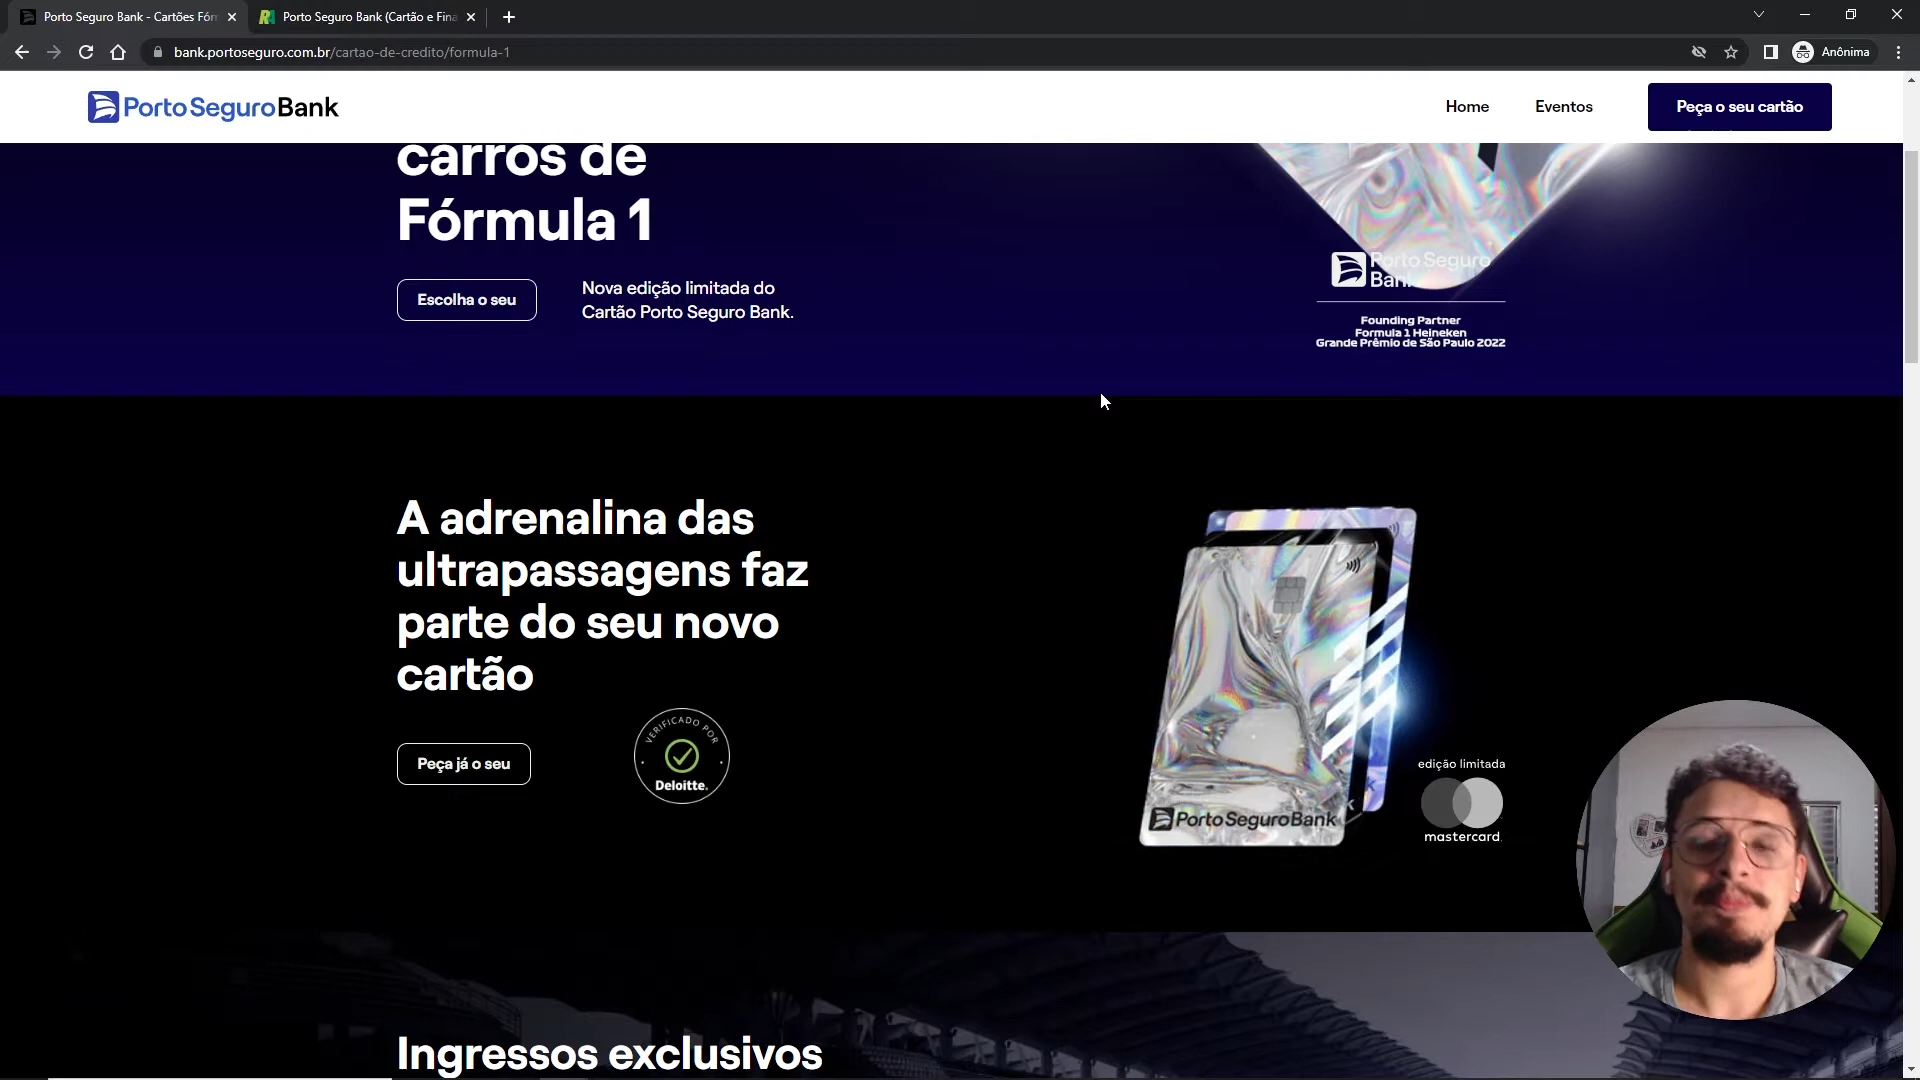 Porto Seguro Bank - Cartões Fór
Porto Seguro Bank (Cartão e Fina
bank.portoseguro.com.br/cartao-de-credito/formula-1
Anônima
PortoSeguroBank
Home
Eventos
Peça o seu cartão
carros de
Fórmula 1
Escolha o seu
Nova edição limitada do
Cartão Porto Seguro Bank.
Porto Seguro
Bank
Founding Partner
Formula 1 Heineken
Grande Prêmio de São Paulo 2022
A adrenalina das
ultrapassagens faz
parte do seu novo
cartão
Peça já o seu
VERIFICADO POR
Deloitte.
PortoSeguroBank
edição limitada
mastercard.
Ingressos exclusivos